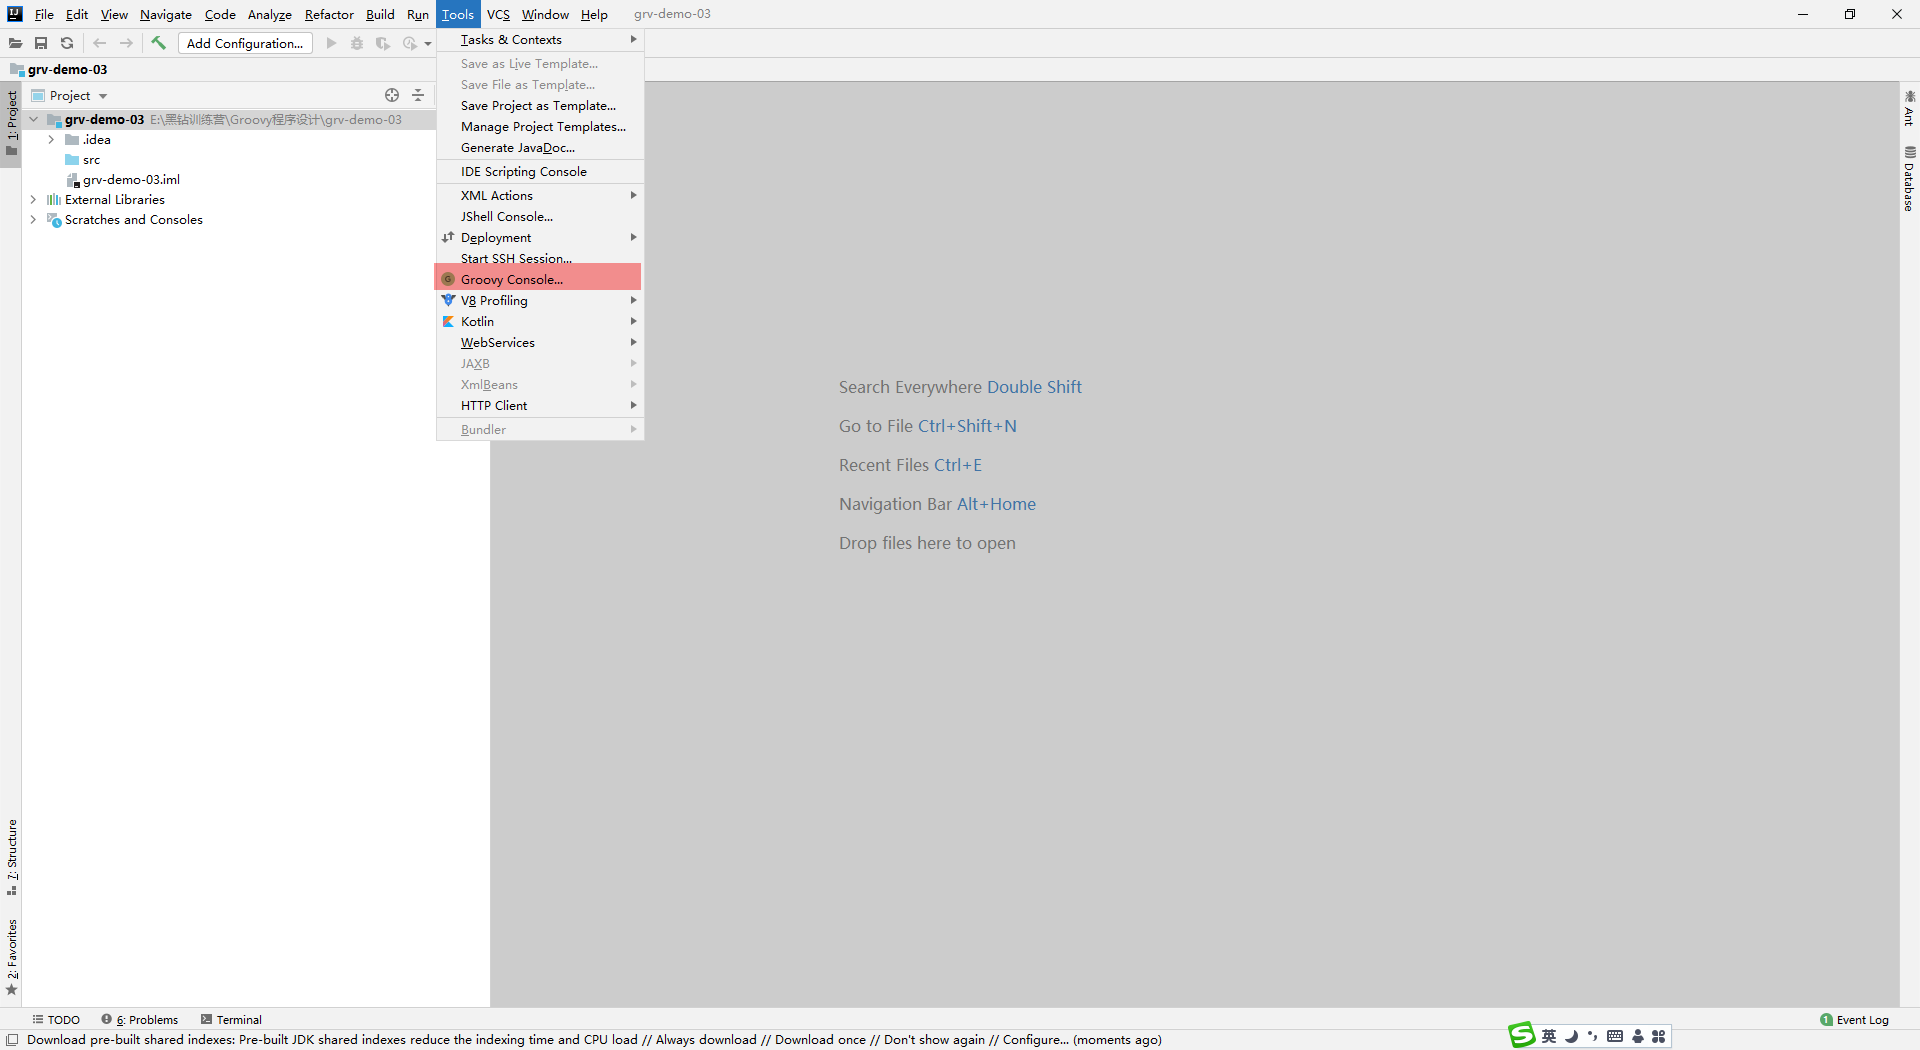 File Edit View Navigate Code Analyze Refactor Build Run Tools VCS Window Help grv-demo-03
Add Configuration...
grv-demo-03
Project
grv-demo-03 E:\黑钻训练营\Groovy程序设计\grv-demo-03
.idea
src
grv-demo-03.iml
External Libraries
Scratches and Consoles
Tasks & Contexts
Save as Live Template...
Save File as Template...
Save Project as Template...
Manage Project Templates...
Generate JavaDoc...
IDE Scripting Console
XML Actions
JShell Console...
Deployment
Start SSH Session...
Groovy Console...
V8 Profiling
Kotlin
WebServices
JAXB
XmlBeans
HTTP Client
Bundler
Search Everywhere Double Shift
Go to File Ctrl+Shift+N
Recent Files Ctrl+E
Navigation Bar Alt+Home
Drop files here to open
1: Project
7: Structure
2: Favorites
Ant
Database
TODO 6: Problems Terminal
1 Event Log
Download pre-built shared indexes: Pre-built JDK shared indexes reduce the indexing time and CPU load // Always download // Download once // Don't show again // Configure... (moments ago)
英